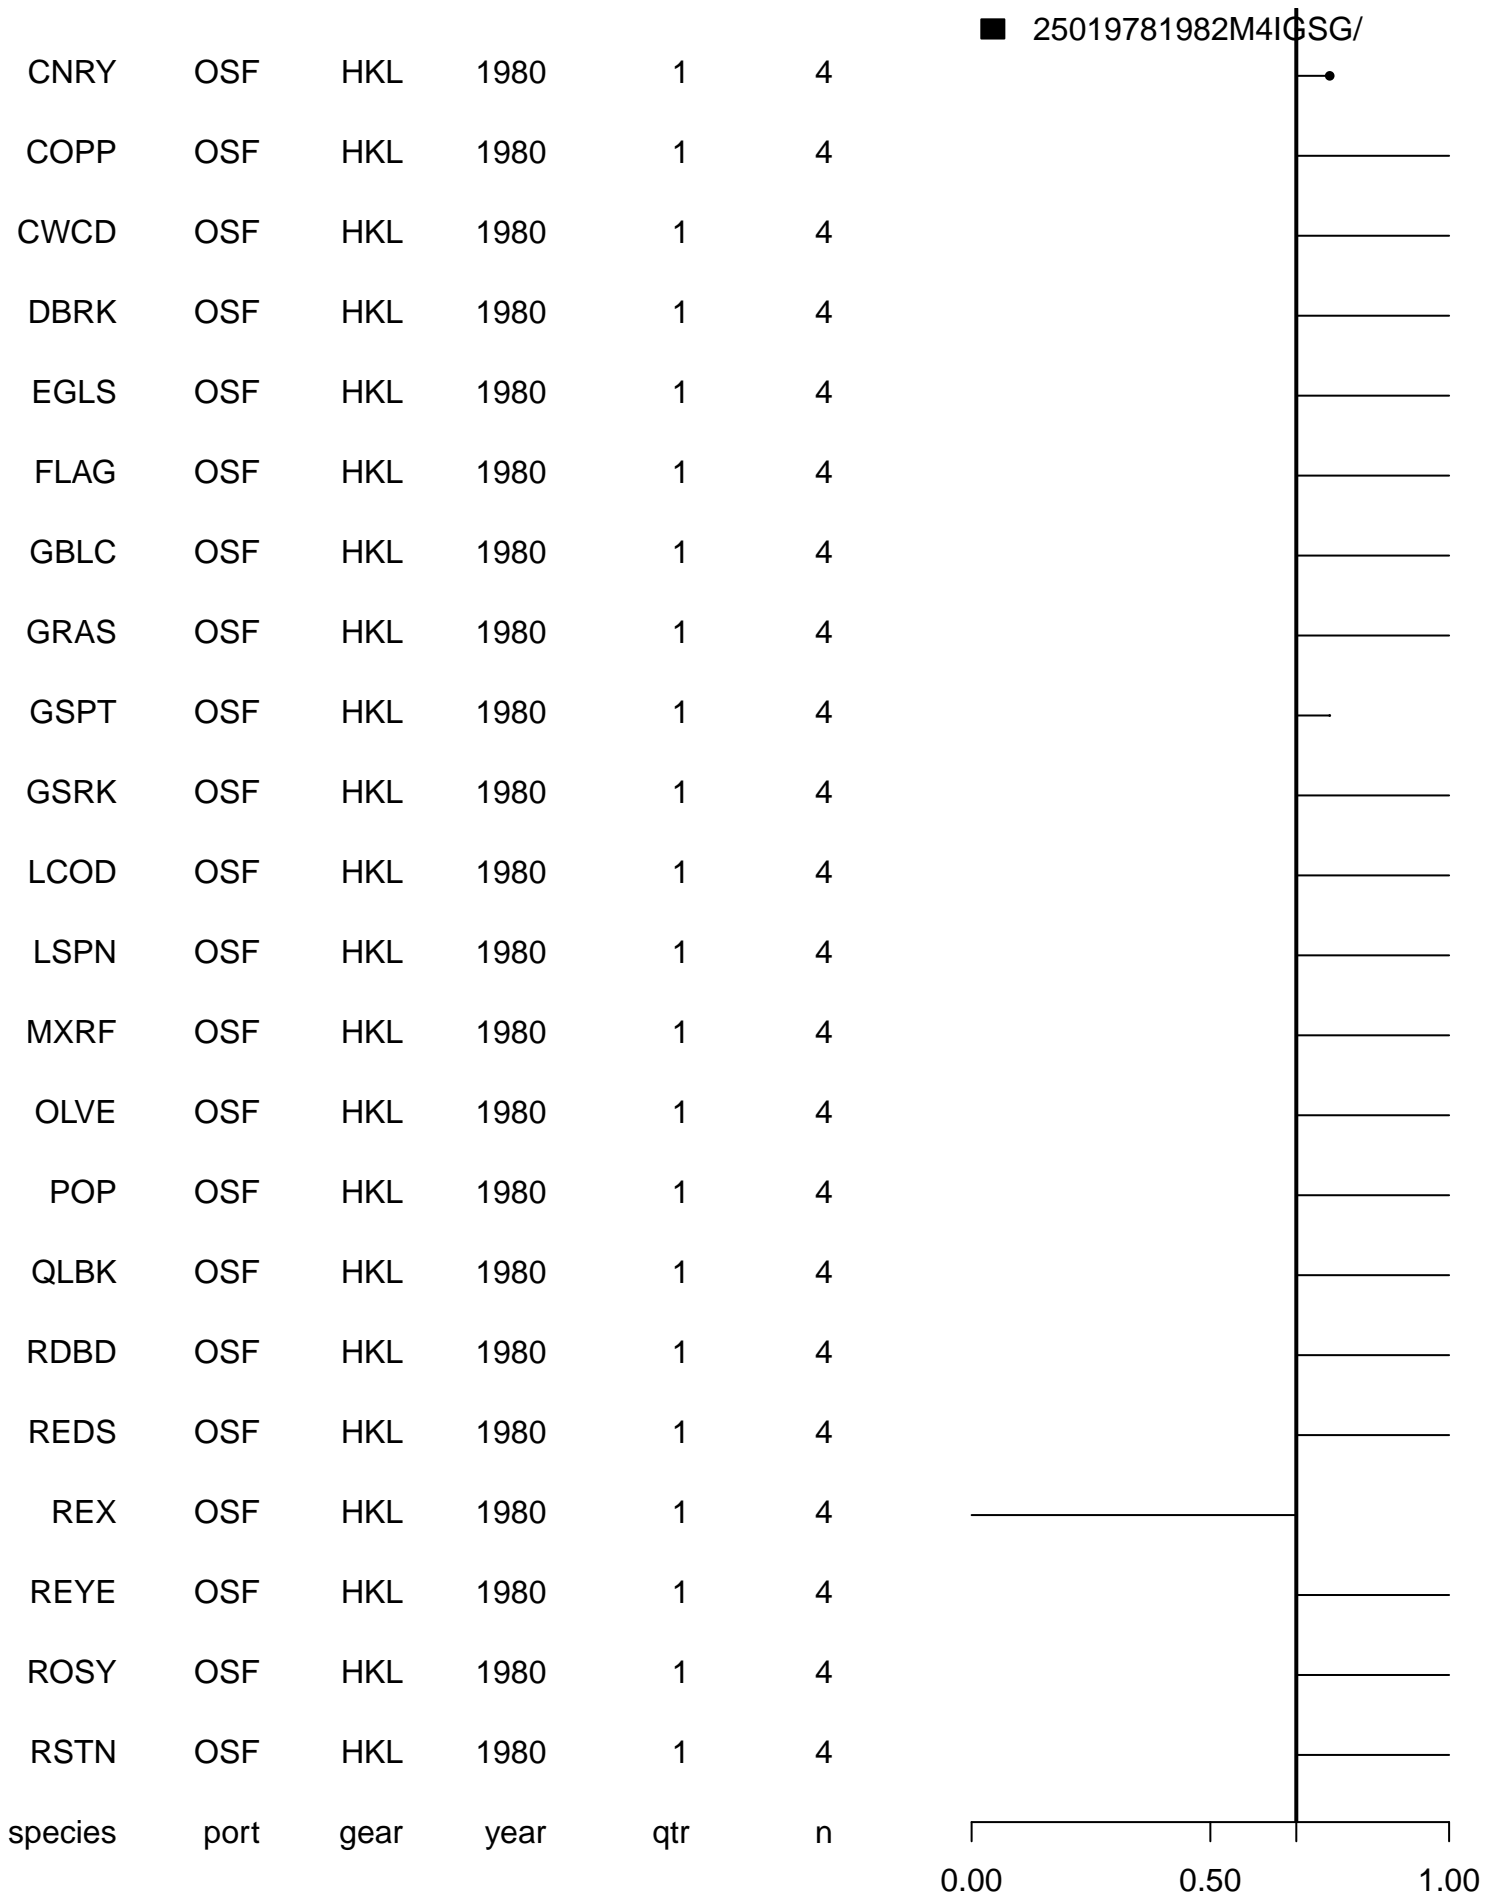 25019781982M4IGSG/
CNRY OSF HKL 1980 1 4
COPP OSF HKL 1980 1 4
CWCD OSF HKL 1980 1 4
DBRK OSF HKL 1980 1 4
EGLS OSF HKL 1980 1 4
FLAG OSF HKL 1980 1 4
GBLC OSF HKL 1980 1 4
GRAS OSF HKL 1980 1 4
GSPT OSF HKL 1980 1 4
GSRK OSF HKL 1980 1 4
LCOD OSF HKL 1980 1 4
LSPN OSF HKL 1980 1 4
MXRF OSF HKL 1980 1 4
OLVE OSF HKL 1980 1 4
POP OSF HKL 1980 1 4
QLBK OSF HKL 1980 1 4
RDBD OSF HKL 1980 1 4
REDS OSF HKL 1980 1 4
REX OSF HKL 1980 1 4
REYE OSF HKL 1980 1 4
ROSY OSF HKL 1980 1 4
RSTN OSF HKL 1980 1 4
species port gear year qtr n
0.00 0.50 1.00